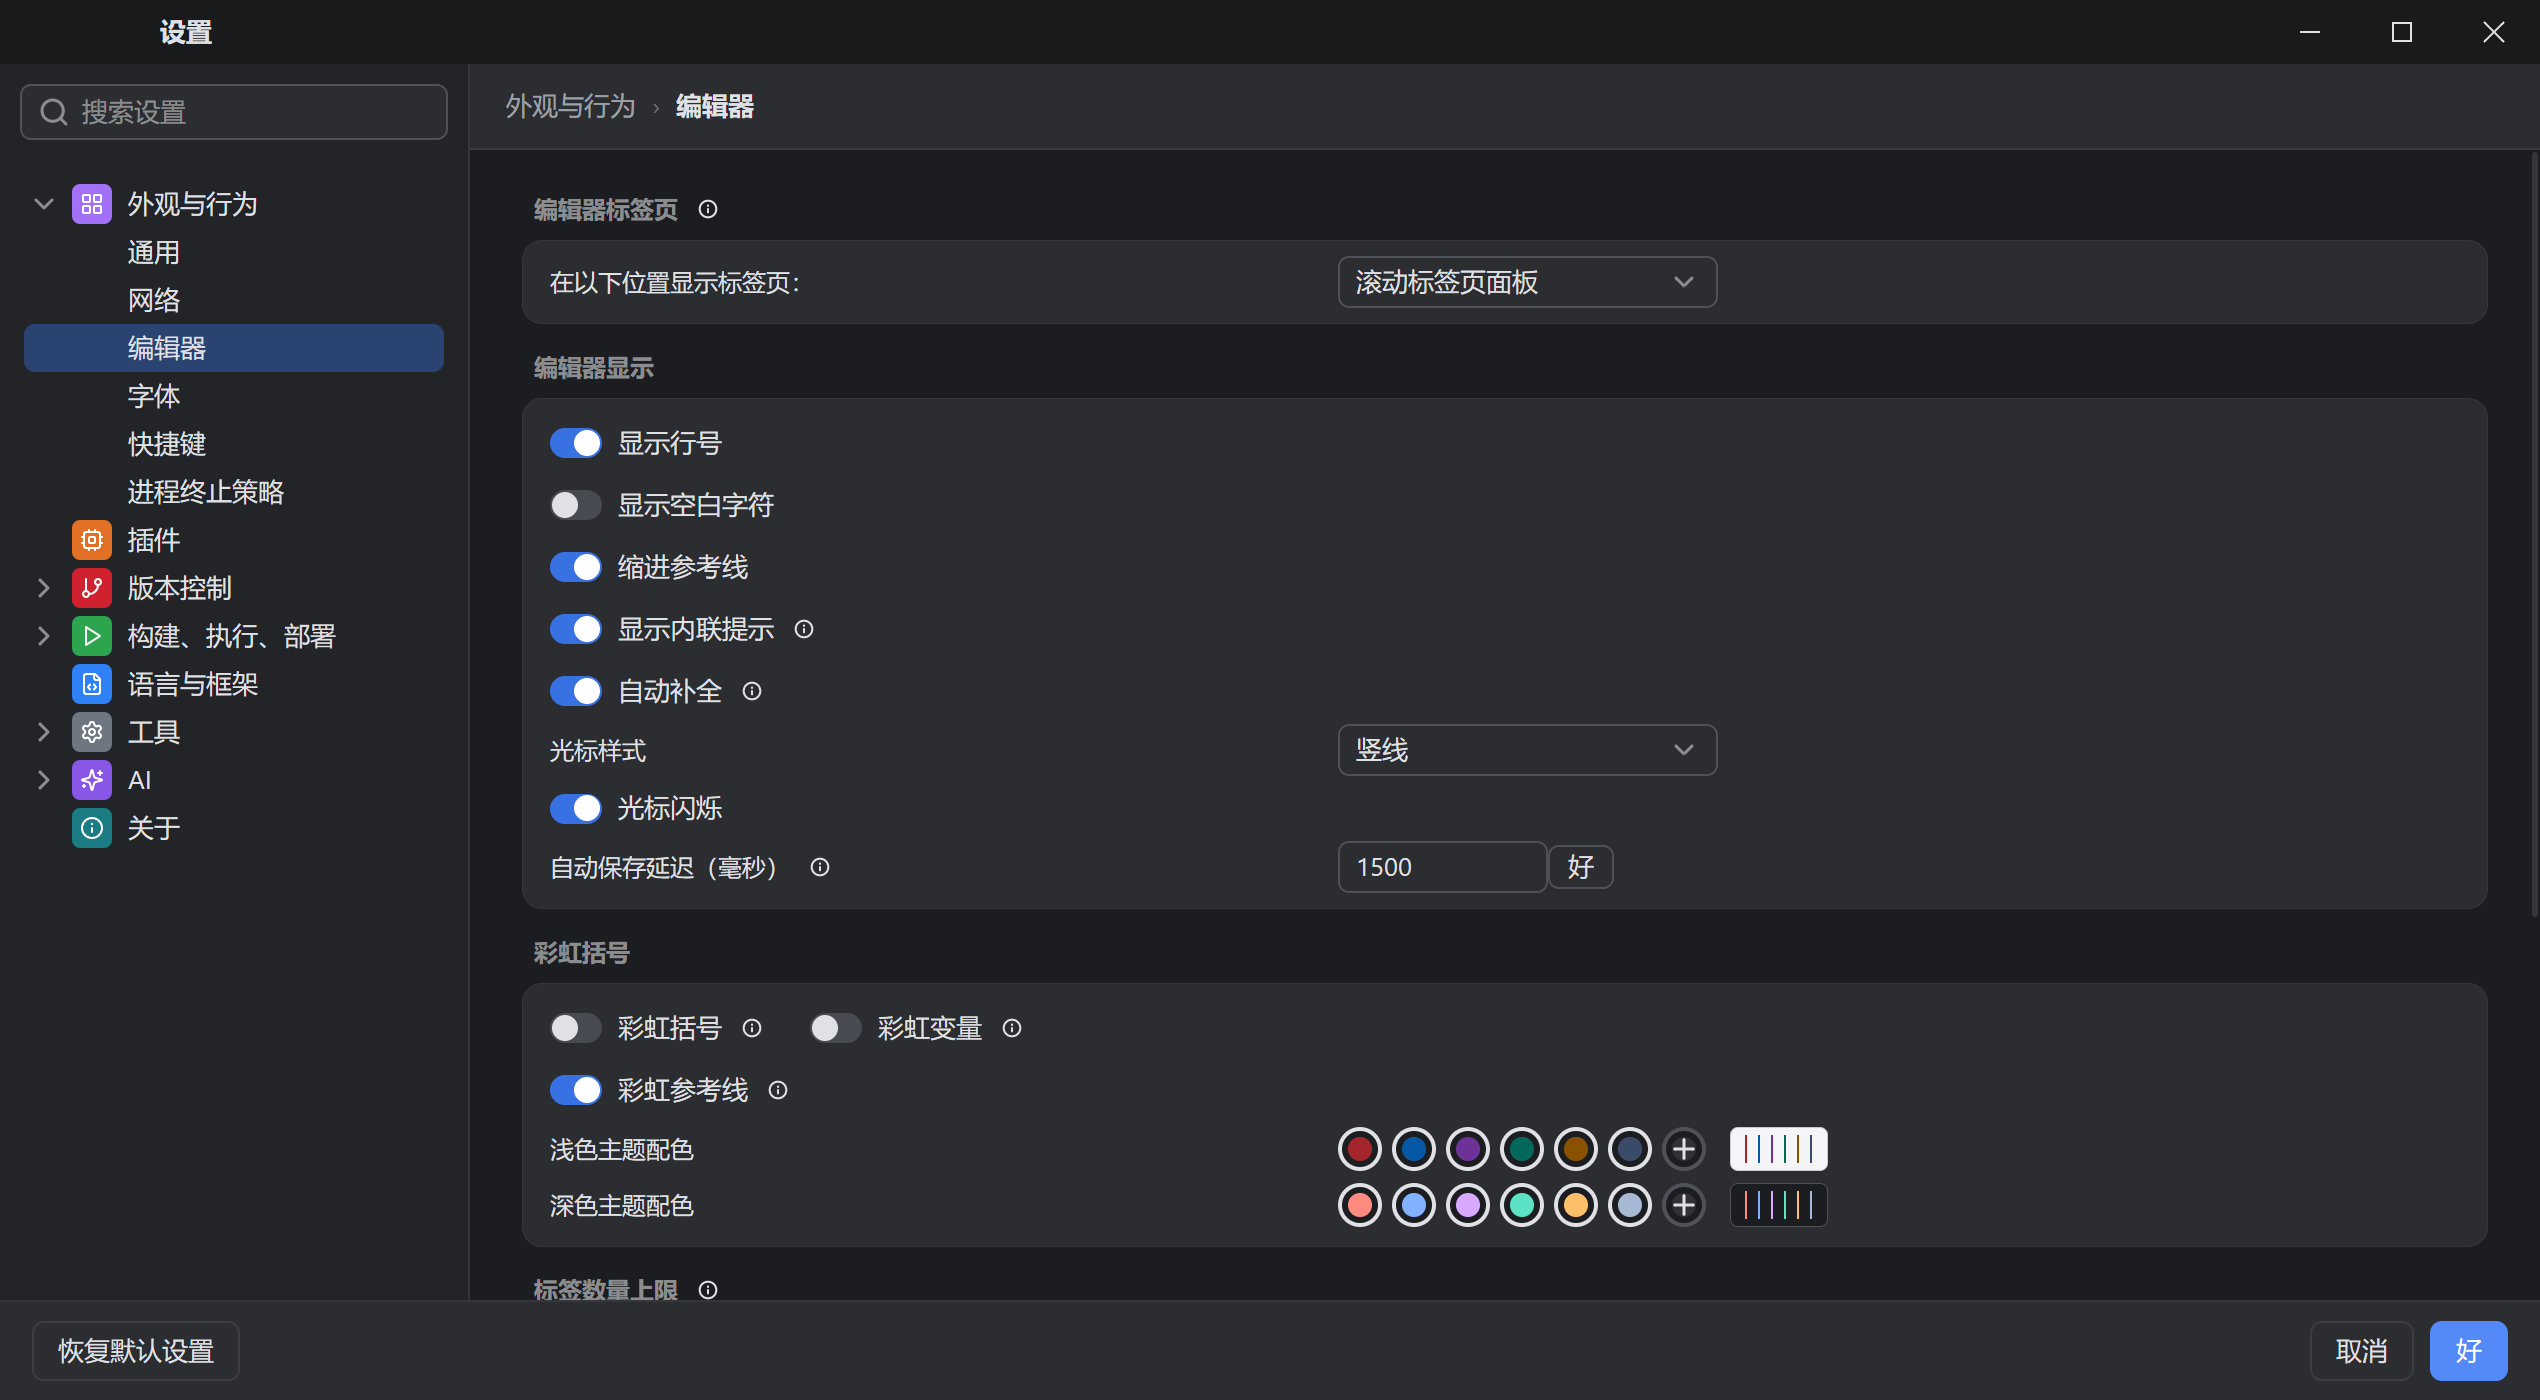 设置
搜索设置
外观与行为
通用
网络
编辑器
字体
快捷键
进程终止策略
插件
版本控制
构建、执行、部署
语言与框架
工具
AI
关于
外观与行为 › 编辑器
编辑器标签页
在以下位置显示标签页: 滚动标签页面板
编辑器显示
显示行号
显示空白字符
缩进参考线
显示内联提示
自动补全
光标样式 竖线
光标闪烁
自动保存延迟（毫秒） 1500 好
彩虹括号
彩虹括号 彩虹变量
彩虹参考线
浅色主题配色
深色主题配色
标签数量上限
恢复默认设置 取消 好